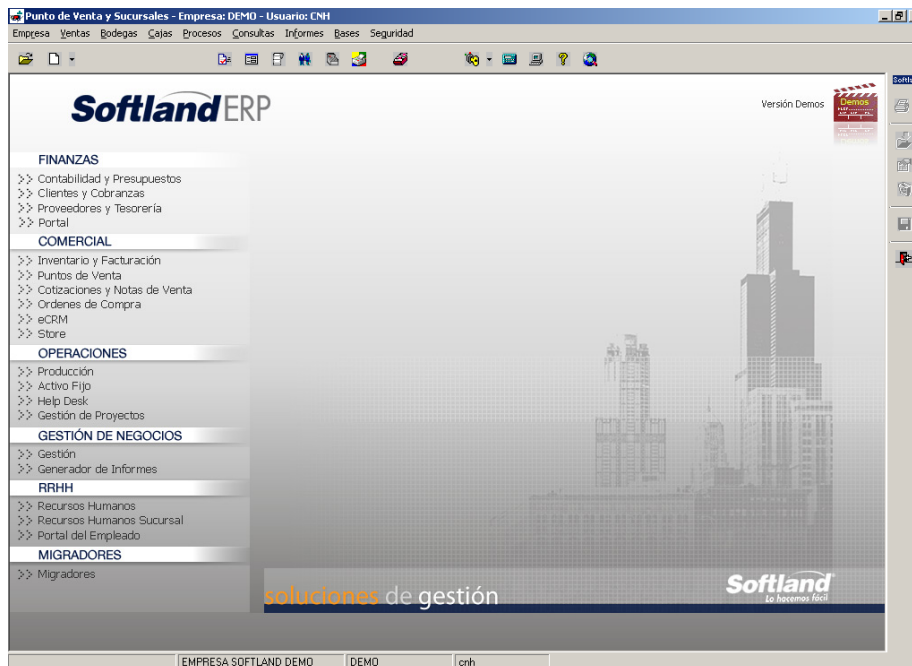 Punto de Venta y Sucursales - Empresa: DEMO - Usuario: CNH
Empresa Ventas Bodegas Cajas Procesos Consultas Informes Bases Seguridad
Softland ERP
Versión Demos
Demos
FINANZAS
>> Contabilidad y Presupuestos
>> Clientes y Cobranzas
>> Proveedores y Tesorería
>> Portal
COMERCIAL
>> Inventario y Facturación
>> Puntos de Venta
>> Cotizaciones y Notas de Venta
>> Ordenes de Compra
>> eCRM
>> Store
OPERACIONES
>> Producción
>> Activo Fijo
>> Help Desk
>> Gestión de Proyectos
GESTIÓN DE NEGOCIOS
>> Gestión
>> Generador de Informes
RRHH
>> Recursos Humanos
>> Recursos Humanos Sucursal
>> Portal del Empleado
MIGRADORES
>> Migradores
soluciones de gestión
Softland
Lo hacemos fácil
EMPRESA SOFTLAND DEMO DEMO cnh